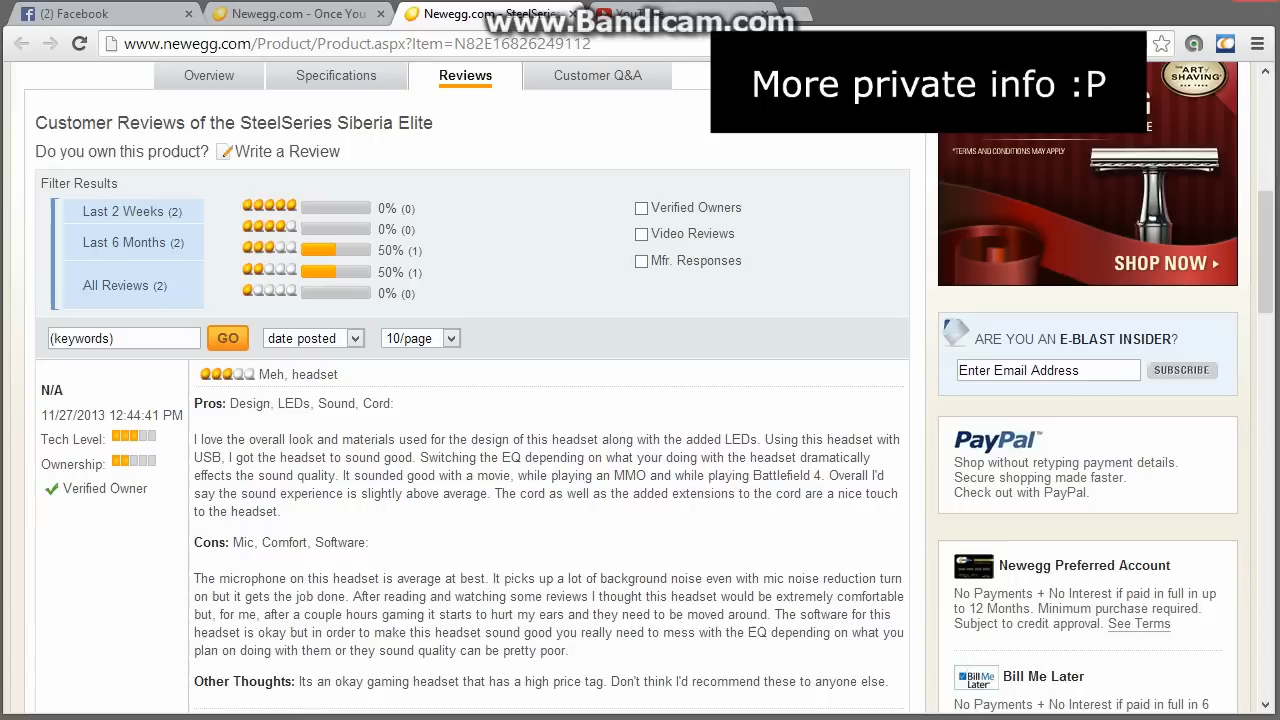 (2) Facebook
Newegg.com - Once You
Newegg.com - SteelSeries
www.Bandicam.com
www.newegg.com/Product/Product.aspx?Item=N82E16826249112
More private info :P
Overview
Specifications
Reviews
Customer Q&A
THE ART of SHAVING
*TERMS AND CONDITIONS MAY APPLY
SHOP NOW
Customer Reviews of the SteelSeries Siberia Elite
Do you own this product? Write a Review
Filter Results
Last 2 Weeks (2)
Last 6 Months (2)
All Reviews (2)
0% (0)
0% (0)
50% (1)
50% (1)
0% (0)
Verified Owners
Video Reviews
Mfr. Responses
(keywords)
GO
date posted
10/page
N/A
11/27/2013 12:44:41 PM
Tech Level:
Ownership:
Verified Owner
Meh, headset
Pros: Design, LEDs, Sound, Cord:
I love the overall look and materials used for the design of this headset along with the added LEDs. Using this headset with
USB, I got the headset to sound good. Switching the EQ depending on what your doing with the headset dramatically
effects the sound quality. It sounded good with a movie, while playing an MMO and while playing Battlefield 4. Overall I'd
say the sound experience is slightly above average. The cord as well as the added extensions to the cord are a nice touch
to the headset.
Cons: Mic, Comfort, Software:
The microphone on this headset is average at best. It picks up a lot of background noise even with mic noise reduction turn
on but it gets the job done. After reading and watching some reviews I thought this headset would be extremely comfortable
but, for me, after a couple hours gaming it starts to hurt my ears and they need to be moved around. The software for this
headset is okay but in order to make this headset sound good you really need to mess with the EQ depending on what you
plan on doing with them or they sound quality can be pretty poor.
Other Thoughts: Its an okay gaming headset that has a high price tag. Don't think I'd recommend these to anyone else.
ARE YOU AN E-BLAST INSIDER?
Enter Email Address
SUBSCRIBE
PayPal™
Shop without retyping payment details.
Secure shopping made faster.
Check out with PayPal.
Newegg Preferred Account
No Payments + No Interest if paid in full in up
to 12 Months. Minimum purchase required.
Subject to credit approval. See Terms
Bill Me Later
Bill Me Later
No Payments + No Interest if paid in full in 6